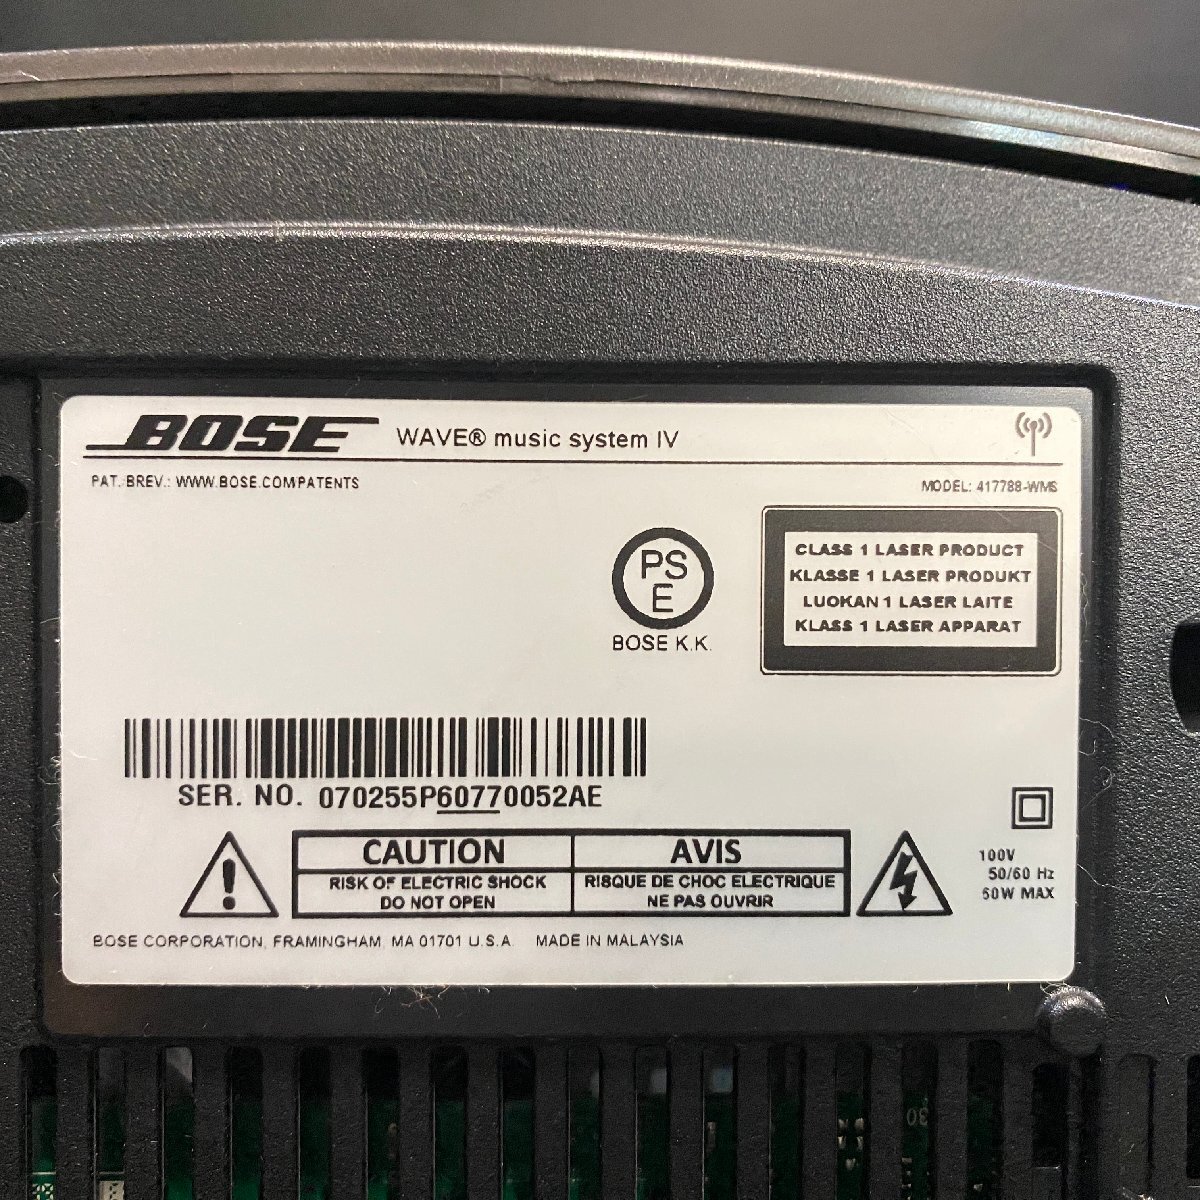 BOSE WAVE® music system IV
PAT. BREV.: WWW.BOSE.COM/PATENTS
MODEL: 417788-WMS
PS
E
BOSE K.K.
CLASS 1 LASER PRODUCT
KLASSE 1 LASER PRODUKT
LUOKAN 1 LASER LAITE
KLASS 1 LASER APPARAT
SER. NO. 070255P60770052AE
CAUTION
RISK OF ELECTRIC SHOCK
DO NOT OPEN
AVIS
RISQUE DE CHOC ELECTRIQUE
NE PAS OUVRIR
100V
50/60 Hz
50W MAX
BOSE CORPORATION, FRAMINGHAM, MA 01701 U.S.A. MADE IN MALAYSIA